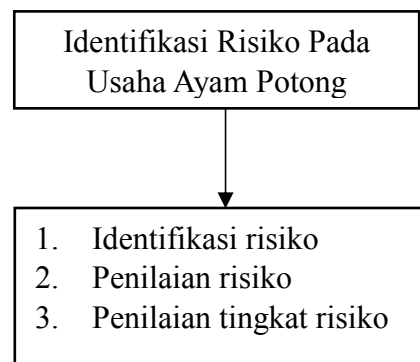 Identifikasi Risiko Pada
Usaha Ayam Potong
1. Identifikasi risiko
2. Penilaian risiko
3. Penilaian tingkat risiko